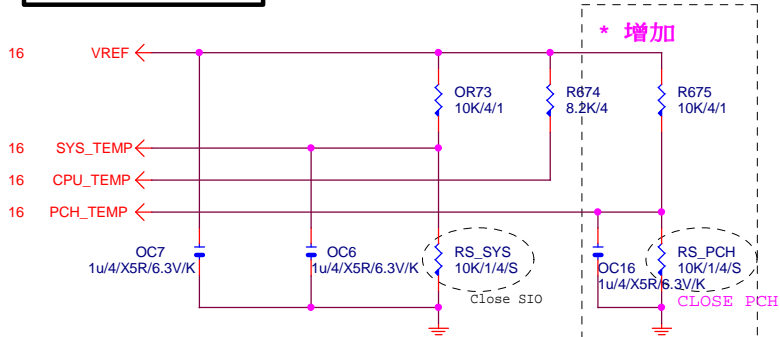 * 增加
16 VREF
OR73
10K/4/1
R674
8.2K/4
R675
10K/4/1
16 SYS_TEMP
16 CPU_TEMP
16 PCH_TEMP
OC7
1u/4/X5R/6.3V/K
OC6
1u/4/X5R/6.3V/K
RS_SYS
10K/1/4/S
Close SIO
OC16
1u/4/X5R/6.3V/K
RS_PCH
10K/1/4/S
CLOSE PCH